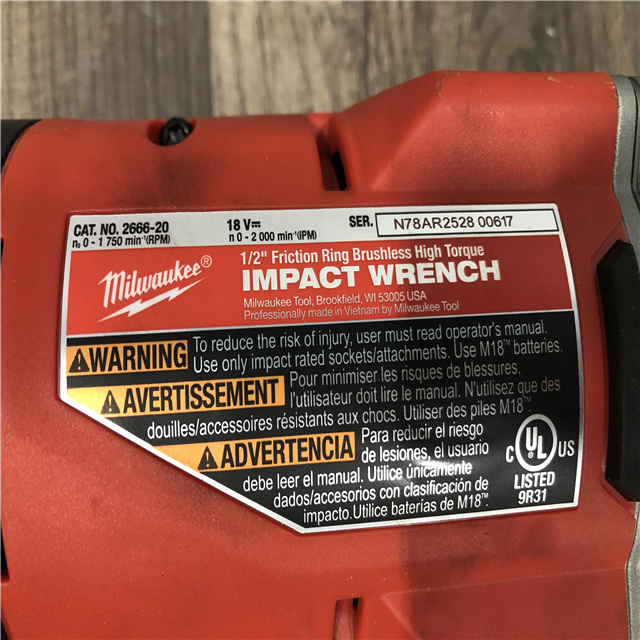 CAT. NO. 2666-20 18 V⎓ SER. N78AR2528 00617
n₀ 0 - 1 750 min⁻¹(RPM) n 0 - 2 000 min⁻¹(IPM)
Milwaukee®
1/2" Friction Ring Brushless High Torque
IMPACT WRENCH
Milwaukee Tool, Brookfield, WI 53005 USA
Professionally made in Vietnam by Milwaukee Tool
WARNING To reduce the risk of injury, user must read operator's manual.
Use only impact rated sockets/attachments. Use M18™ batteries.
AVERTISSEMENT Pour minimiser les risques de blessures,
l'utilisateur doit lire le manual. N'utilisez que des
douilles/accessoires résistants aux chocs. Utiliser des piles M18™.
ADVERTENCIA Para reducir el riesgo
de lesiones, el usuario
debe leer el manual. Utilice únicamente
dados/accesorios con clasificación de
impacto.Utilice baterías de M18™.
C UL® US
LISTED
9R31